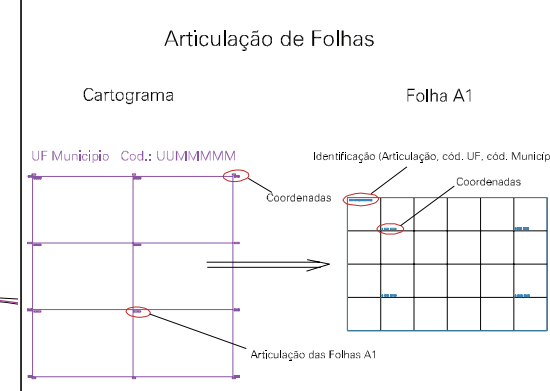 Articulação de Folhas
Cartograma
Folha A1
UF Municipio Cod.: UUMMMMM
Identificação (Articulação, cód. UF, cód. Municíp
Coordenadas
Coordenadas
Articulação das Folhas A1